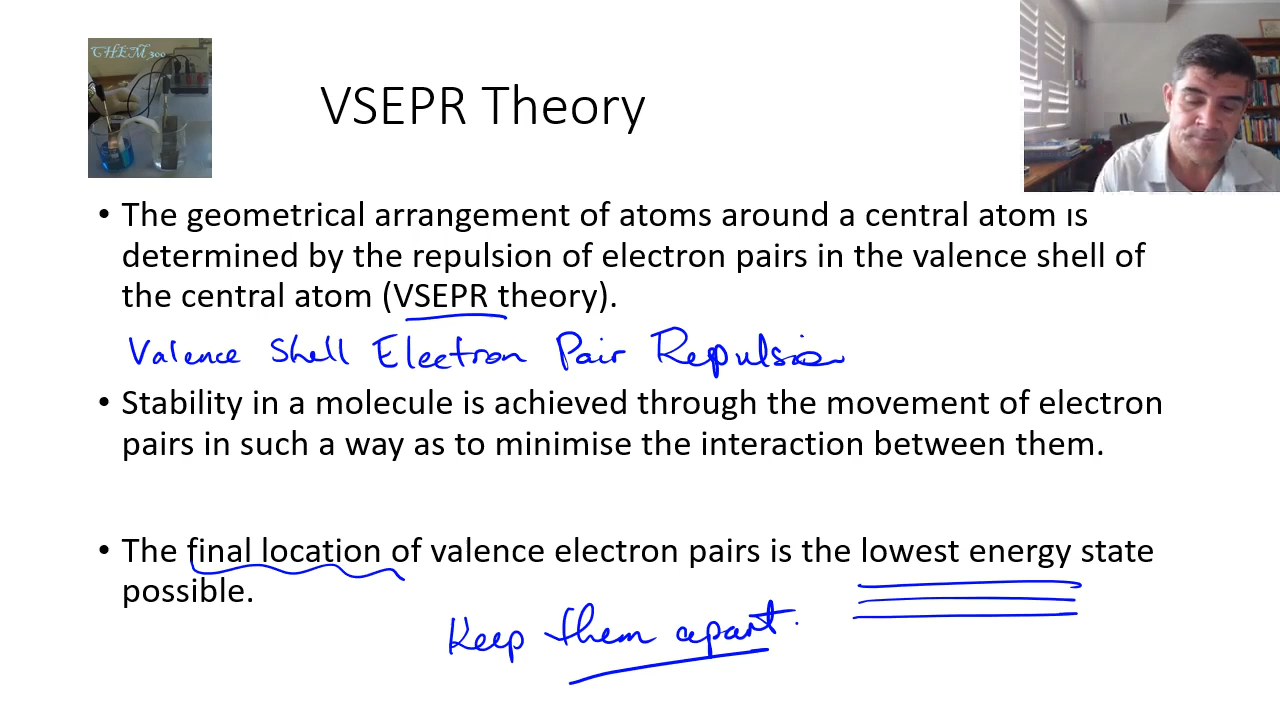 CHEM300
VSEPR Theory
• The geometrical arrangement of atoms around a central atom is
determined by the repulsion of electron pairs in the valence shell of
the central atom (VSEPR theory).
Valence Shell Electron Pair Repulsion
• Stability in a molecule is achieved through the movement of electron
pairs in such a way as to minimise the interaction between them.
• The final location of valence electron pairs is the lowest energy state
possible.
Keep them apart.